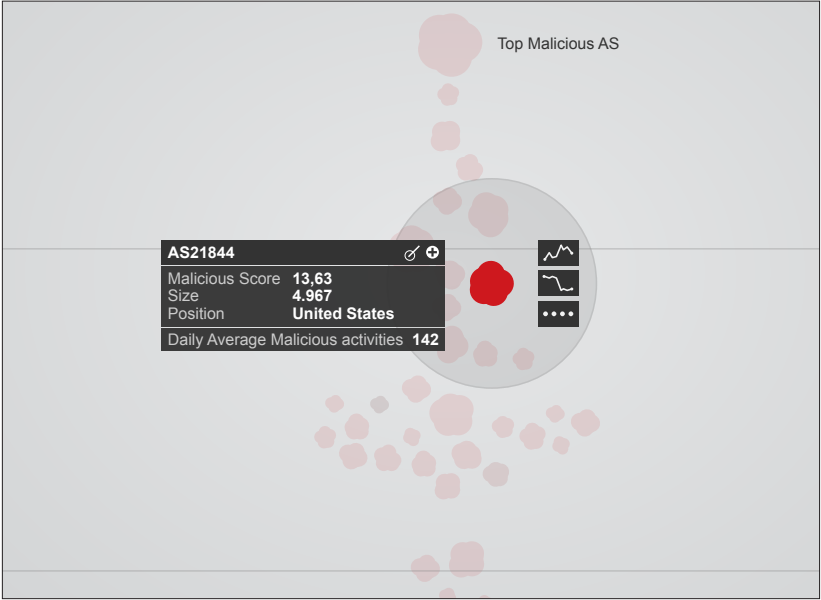 Top Malicious AS
AS21844
Malicious Score 13,63
Size 4.967
Position United States
Daily Average Malicious activities 142